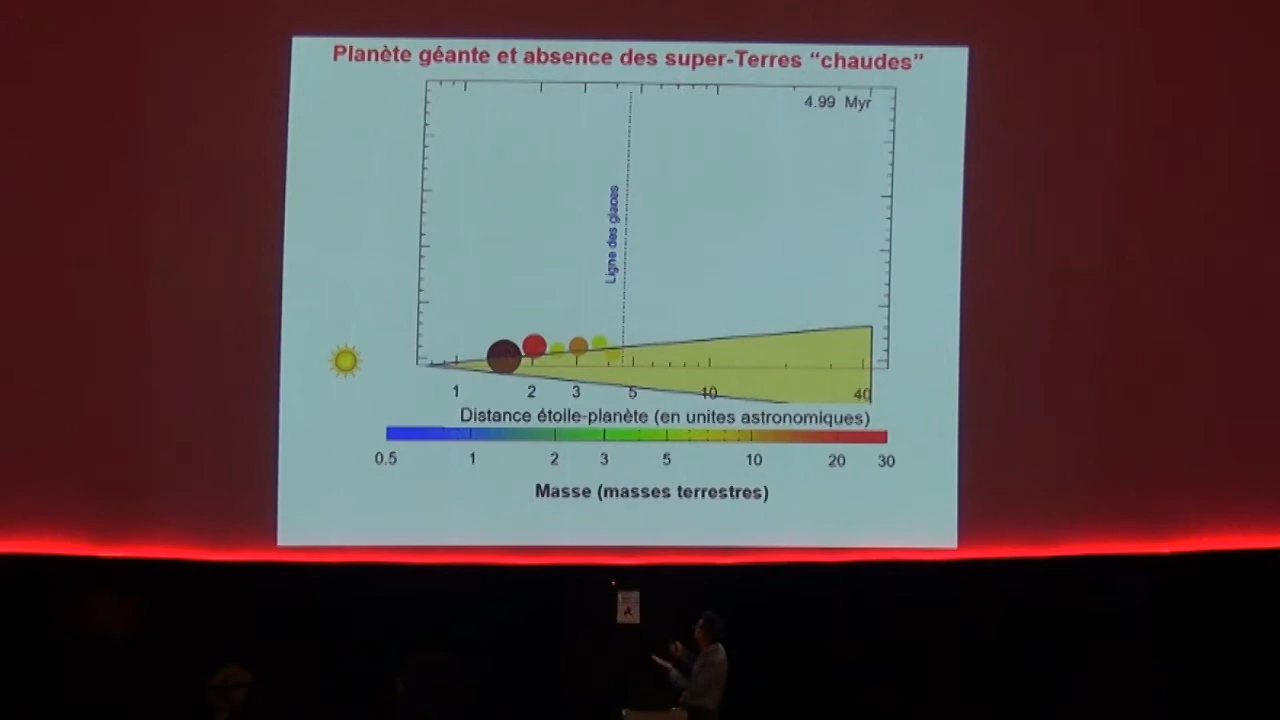 Planète géante et absence des super-Terres “chaudes”
4.99 Myr
Ligne des glaces
1 2 3 5 10 40
Distance étoile-planète (en unites astronomiques)
0.5 1 2 3 5 10 20 30
Masse (masses terrestres)